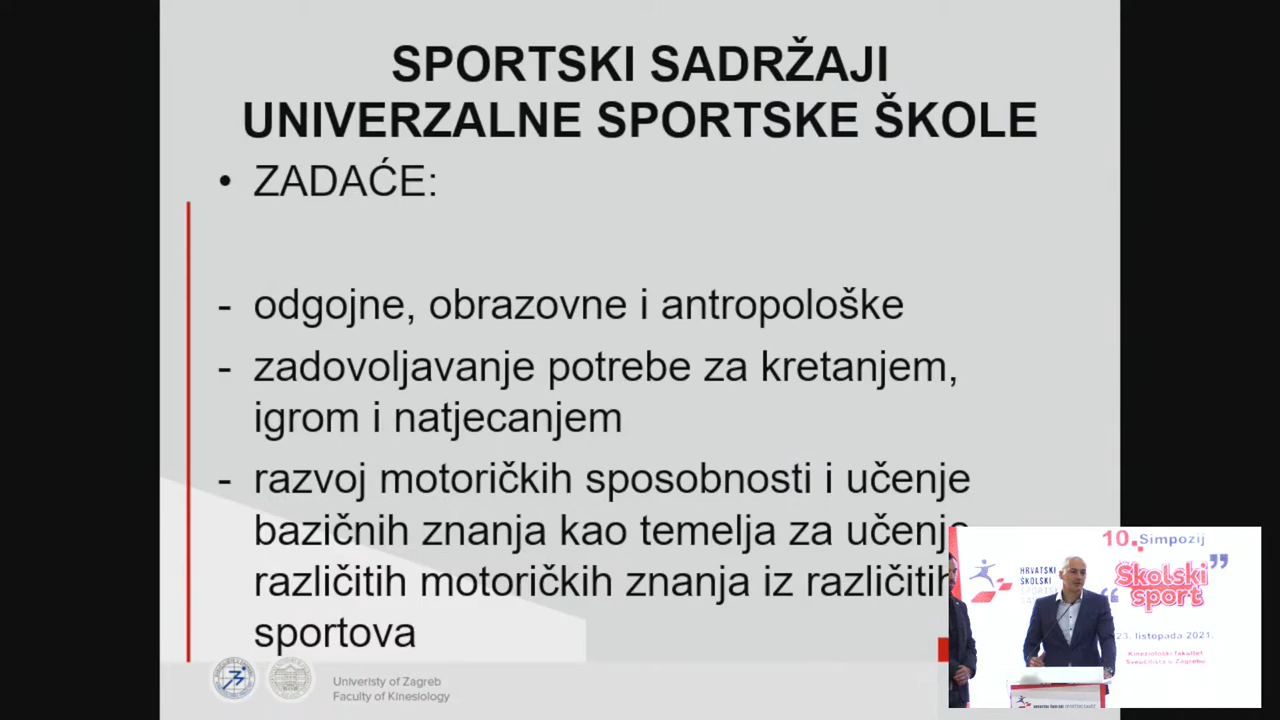 SPORTSKI SADRŽAJI
UNIVERZALNE SPORTSKE ŠKOLE
• ZADAĆE:
- odgojne, obrazovne i antropološke
- zadovoljavanje potrebe za kretanjem,
igrom i natjecanjem
- razvoj motoričkih sposobnosti i učenje
bazičnih znanja kao temelja za učenje
različitih motoričkih znanja iz različitih
sportova
Univeristy of Zagreb
Faculty of Kinesiology
10. Simpozij
HRVATSKI
ŠKOLSKI
„Školski
sport”
23. listopada 2021.
Kineziološki fakultet
Sveučilišta u Zagrebu